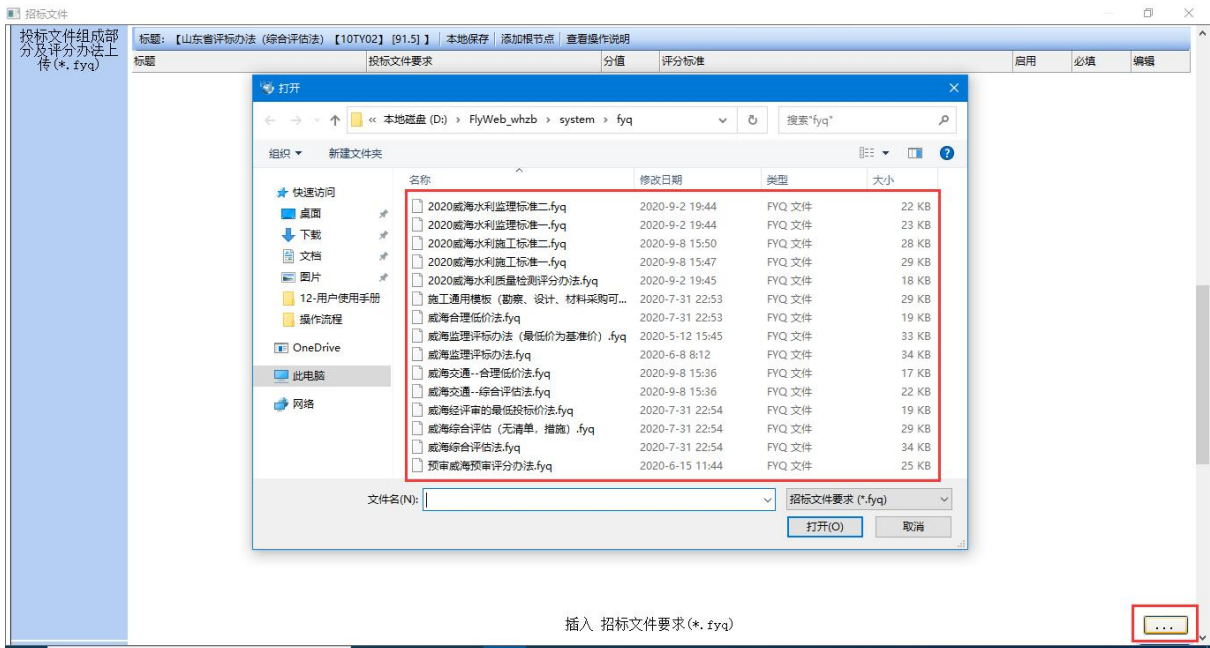 招标文件
投标文件组成部
分及评分办法上
传(*.fyq)
标题: 【山东省评标办法（综合评估法）【10TY02】[91.5] 】 本地保存 添加根节点 查看操作说明
标题 投标文件要求 分值 评分标准 启用 必填 编辑
打开
« 本地磁盘 (D:) › FlyWeb_whzb › system › fyq 搜索"fyq"
组织 新建文件夹
名称 修改日期 类型 大小
快速访问
桌面
下载
文档
图片
12-用户使用手册
操作流程
OneDrive
此电脑
网络
2020威海水利监理标准二.fyq 2020-9-2 19:44 FYQ 文件 22 KB
2020威海水利监理标准一.fyq 2020-9-2 19:44 FYQ 文件 23 KB
2020威海水利施工标准二.fyq 2020-9-8 15:50 FYQ 文件 28 KB
2020威海水利施工标准一.fyq 2020-9-8 15:47 FYQ 文件 29 KB
2020威海水利质量检测评分办法.fyq 2020-9-2 19:45 FYQ 文件 18 KB
施工通用模板（勘察、设计、材料采购可... 2020-7-31 22:53 FYQ 文件 29 KB
威海合理低价法.fyq 2020-7-31 22:53 FYQ 文件 19 KB
威海监理评标办法（最低价为基准价）.fyq 2020-5-12 15:45 FYQ 文件 33 KB
威海监理评标办法.fyq 2020-6-8 8:12 FYQ 文件 34 KB
威海交通--合理低价法.fyq 2020-9-8 15:36 FYQ 文件 17 KB
威海交通--综合评估法.fyq 2020-9-8 15:36 FYQ 文件 22 KB
威海经评审的最低投标价法.fyq 2020-7-31 22:54 FYQ 文件 19 KB
威海综合评估（无清单，措施）.fyq 2020-7-31 22:54 FYQ 文件 29 KB
威海综合评估法.fyq 2020-7-31 22:54 FYQ 文件 34 KB
预审威海预审评分办法.fyq 2020-6-15 11:44 FYQ 文件 25 KB
文件名(N): 招标文件要求 (*.fyq)
打开(O) 取消
插入 招标文件要求(*.fyq) ...